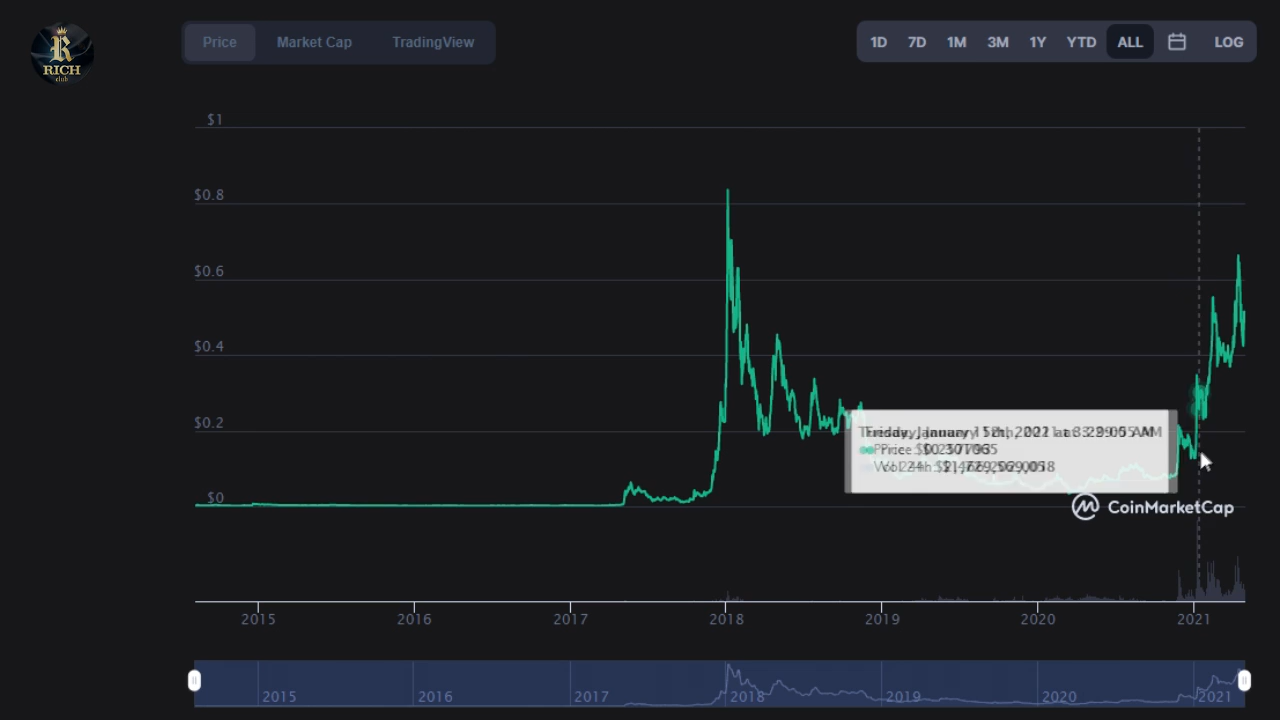 R
RICH
club
Price Market Cap TradingView
1D 7D 1M 3M 1Y YTD ALL LOG
$1
$0.8
$0.6
$0.4
$0.2
$0
CoinMarketCap
2015 2016 2017 2018 2019 2020 2021
2015 2016 2017 2018 2019 2020 2021